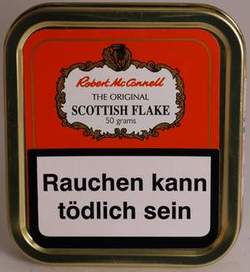 Robert McConnell
THE ORIGINAL
SCOTTISH FLAKE
50 grams
Rauchen kann
tödlich sein